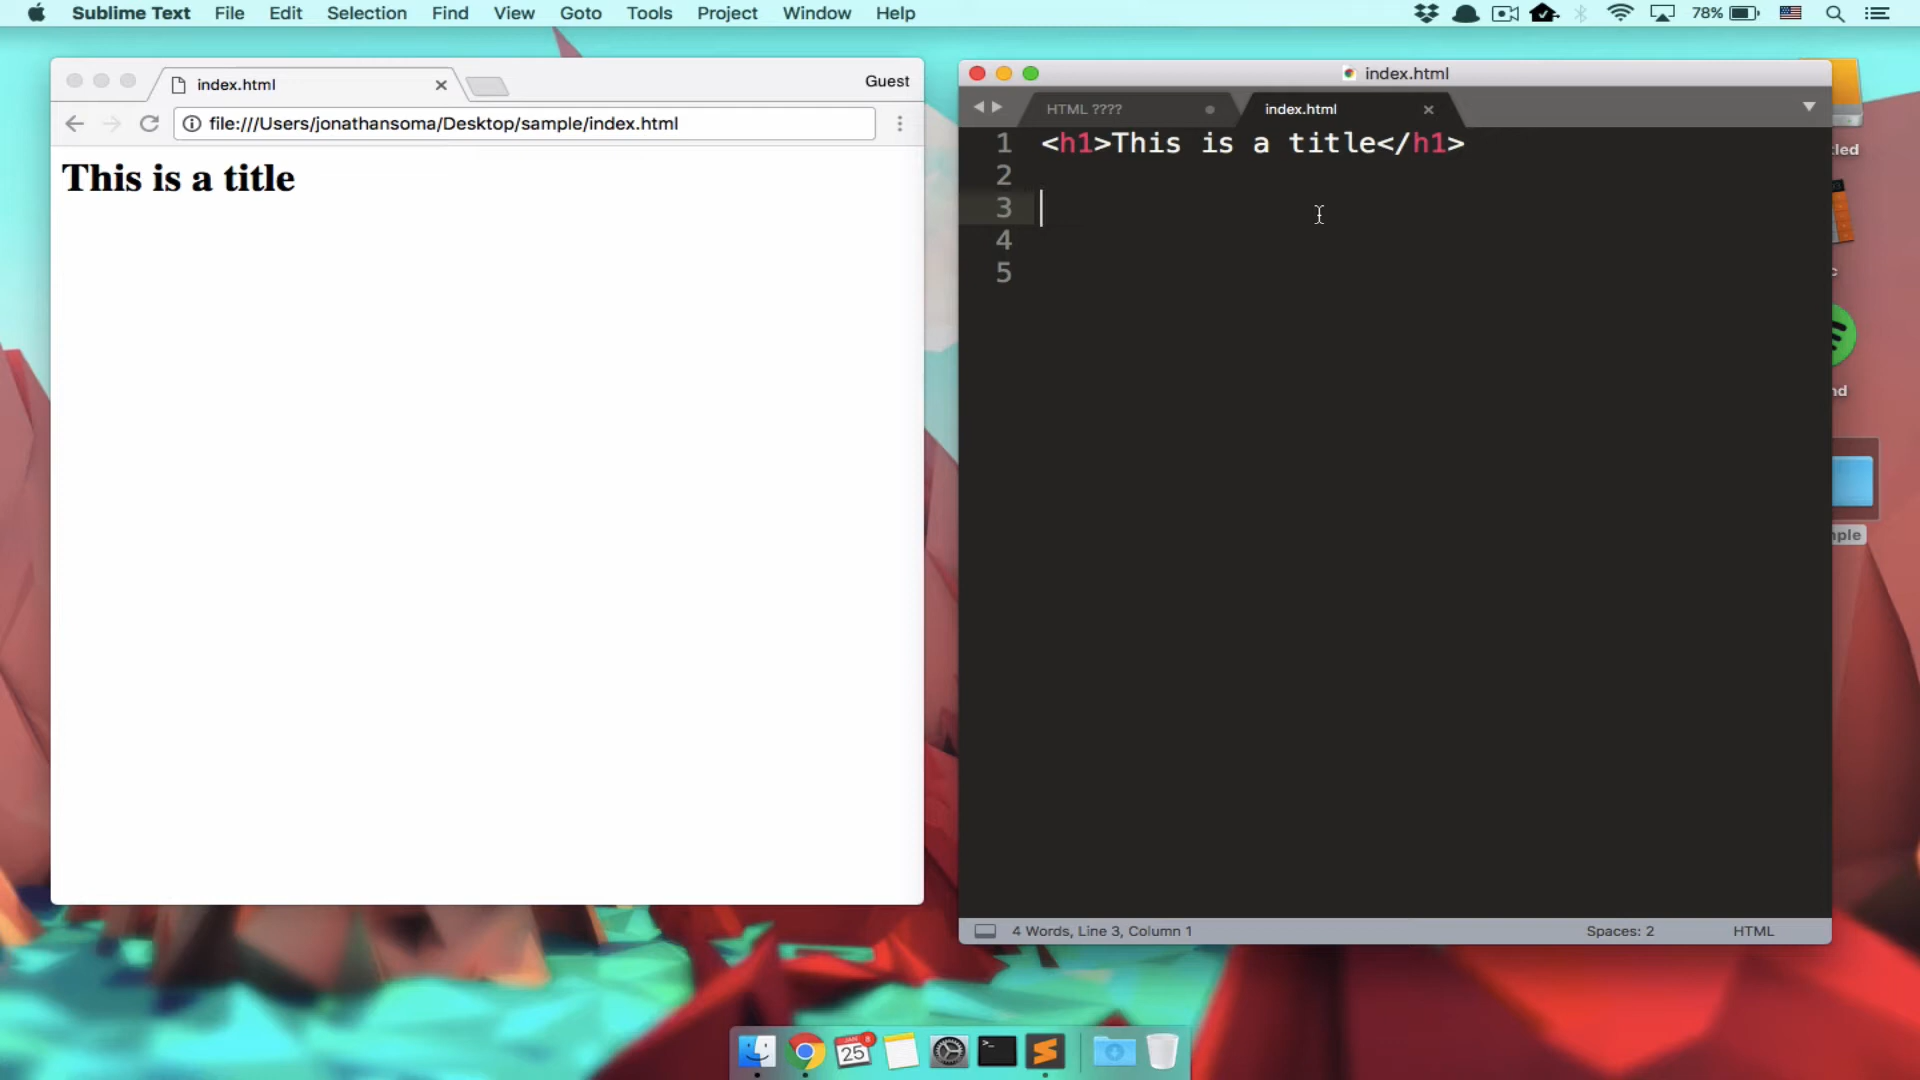 Sublime Text File Edit Selection Find View Goto Tools Project Window Help 78%
index.html Guest
file:///Users/jonathansoma/Desktop/sample/index.html
This is a title
index.html
HTML ???? index.html
1 <h1>This is a title</h1>
2
3
4
5
4 Words, Line 3, Column 1 Spaces: 2 HTML
JAN
25
8